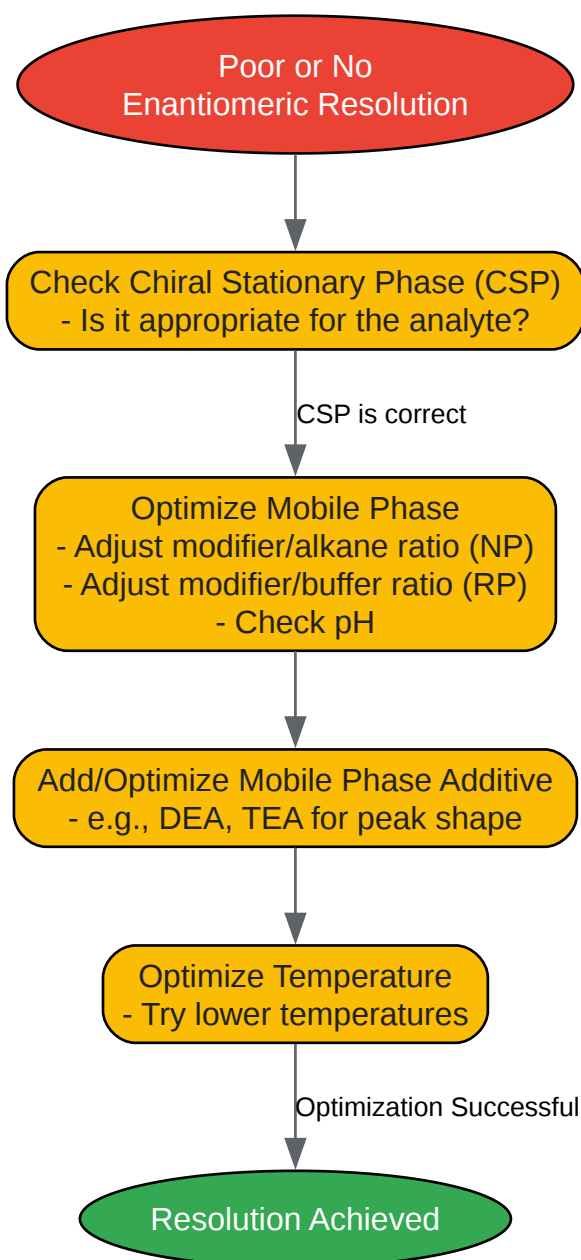 Poor or No
Enantiomeric Resolution
Check Chiral Stationary Phase (CSP)
- Is it appropriate for the analyte?
CSP is correct
Optimize Mobile Phase
- Adjust modifier/alkane ratio (NP)
- Adjust modifier/buffer ratio (RP)
- Check pH
Add/Optimize Mobile Phase Additive
- e.g., DEA, TEA for peak shape
Optimize Temperature
- Try lower temperatures
Optimization Successful
Resolution Achieved